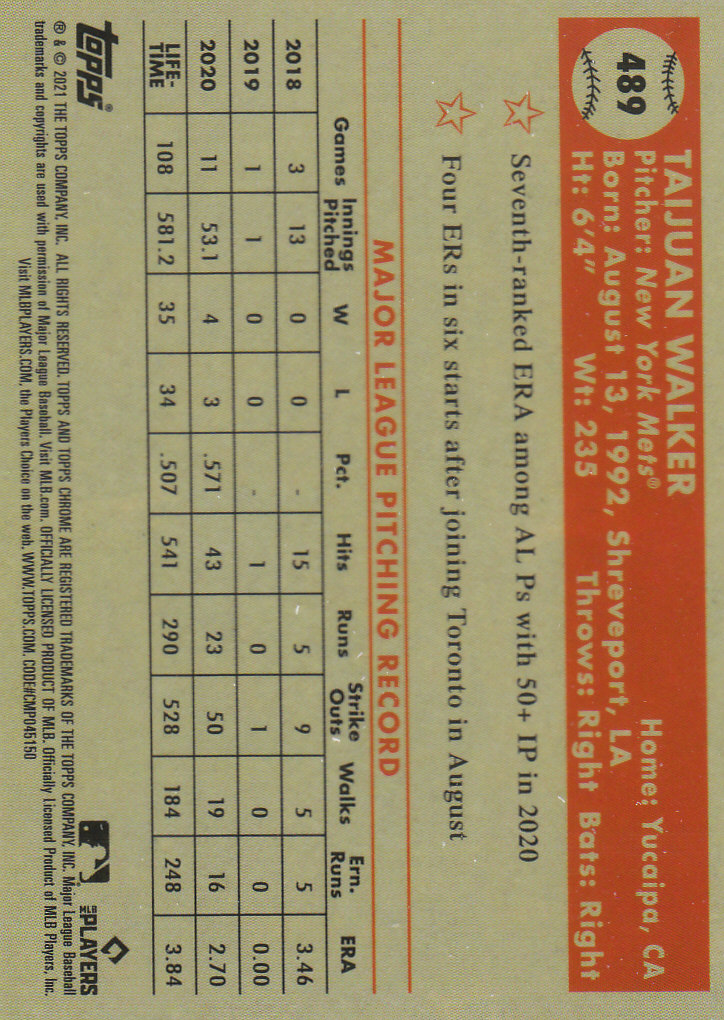 489
TAIJUAN WALKER Home: Yucaipa, CA
Pitcher: New York Mets®
Born: August 13, 1992, Shreveport, LA
Ht: 6'4" Wt: 235 Throws: Right Bats: Right
Seventh-ranked ERA among AL Ps with 50+ IP in 2020
Four ERs in six starts after joining Toronto in August
MAJOR LEAGUE PITCHING RECORD
Games Innings Pitched W L Pct. Hits Runs Strike Outs Walks Ern. Runs ERA
2018 3 13 0 0 - 15 5 9 5 5 3.46
2019 1 1 0 0 - 1 0 1 0 0 0.00
2020 11 53.1 4 3 .571 43 23 50 19 16 2.70
LIFE-TIME 108 581.2 35 34 .507 541 290 528 184 248 3.84
topps®
MLB PLAYERS
® & © 2021 THE TOPPS COMPANY, INC. ALL RIGHTS RESERVED. TOPPS AND TOPPS CHROME ARE REGISTERED TRADEMARKS OF THE TOPPS COMPANY, INC. Major League Baseball
trademarks and copyrights are used with permission of Major League Baseball. Visit MLB.com. OFFICIALLY LICENSED PRODUCT OF MLB. Officially Licensed Product of MLB Players, Inc.
Visit MLBPLAYERS.COM, the Players Choice on the web. WWW.TOPPS.COM. CODE#CMP045150